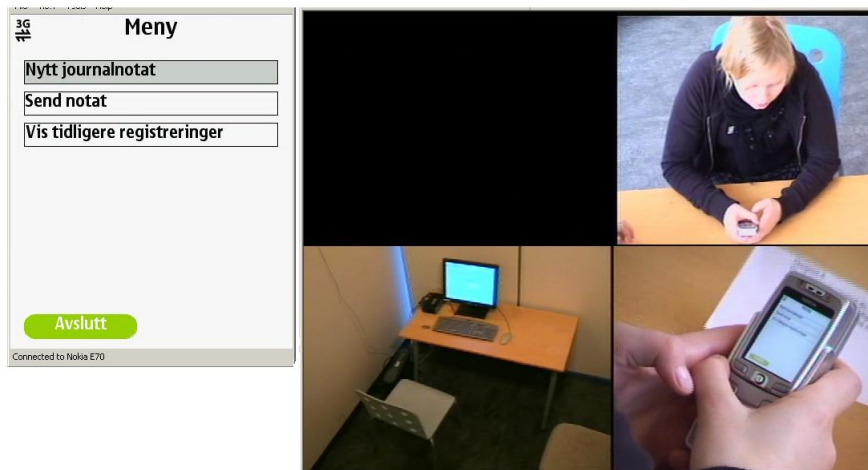 3G
Meny
Nytt journalnotat
Send notat
Vis tidligere registreringer
Avslutt
Connected to Nokia E70